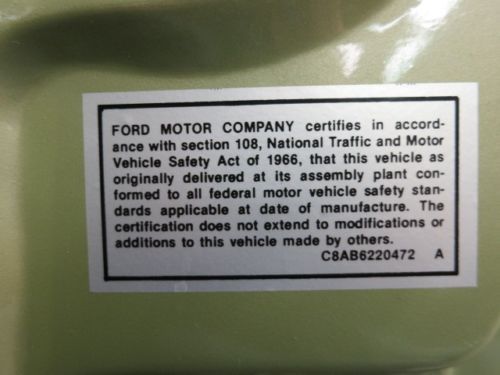 FORD MOTOR COMPANY certifies in accord-
ance with section 108, National Traffic and Motor
Vehicle Safety Act of 1966, that this vehicle as
originally delivered at its assembly plant con-
formed to all federal motor vehicle safety stan-
dards applicable at date of manufacture. The
certification does not extend to modifications or
additions to this vehicle made by others.
C8AB6220472 A